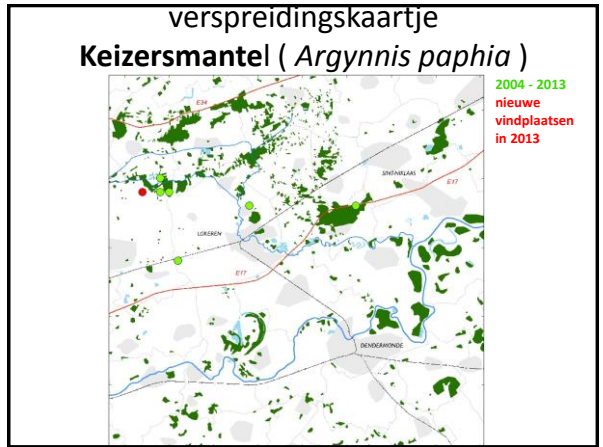 verspreidingskaartje
Keizersmantel ( Argynnis paphia )
2004 - 2013
nieuwe
vindplaatsen
in 2013
E34
SINT-NIKLAAS
E17
LOKEREN
E17
DENDERMONDE